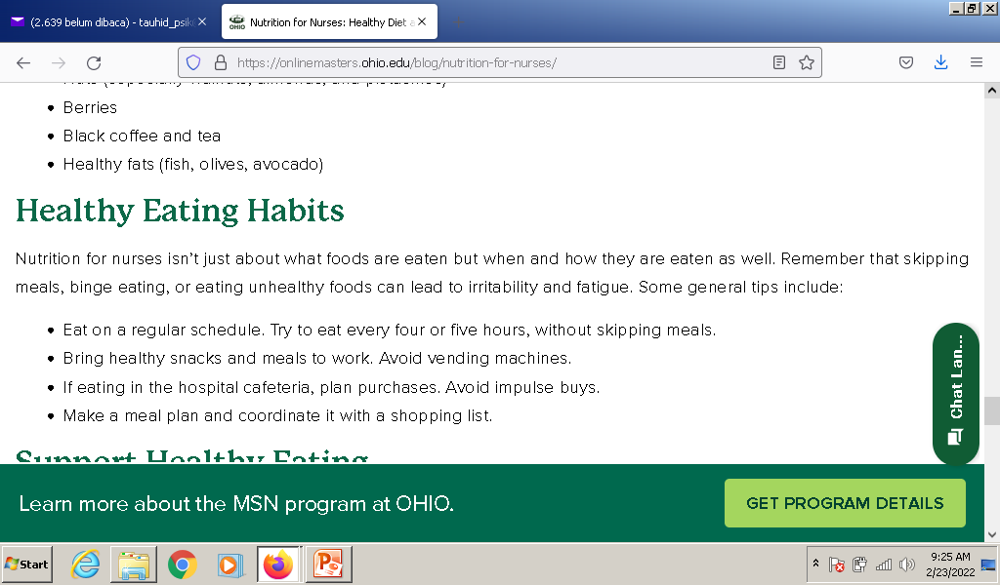 (2.639 belum dibaca) - tauhid_psik
Nutrition for Nurses: Healthy Diet a
OHIO
https://onlinemasters.ohio.edu/blog/nutrition-for-nurses/
Berries
Black coffee and tea
Healthy fats (fish, olives, avocado)
Healthy Eating Habits
Nutrition for nurses isn’t just about what foods are eaten but when and how they are eaten as well. Remember that skipping
meals, binge eating, or eating unhealthy foods can lead to irritability and fatigue. Some general tips include:
Eat on a regular schedule. Try to eat every four or five hours, without skipping meals.
Bring healthy snacks and meals to work. Avoid vending machines.
If eating in the hospital cafeteria, plan purchases. Avoid impulse buys.
Make a meal plan and coordinate it with a shopping list.
Chat Lan...
Support Healthy Eating
Learn more about the MSN program at OHIO.
GET PROGRAM DETAILS
Start
9:25 AM
2/23/2022